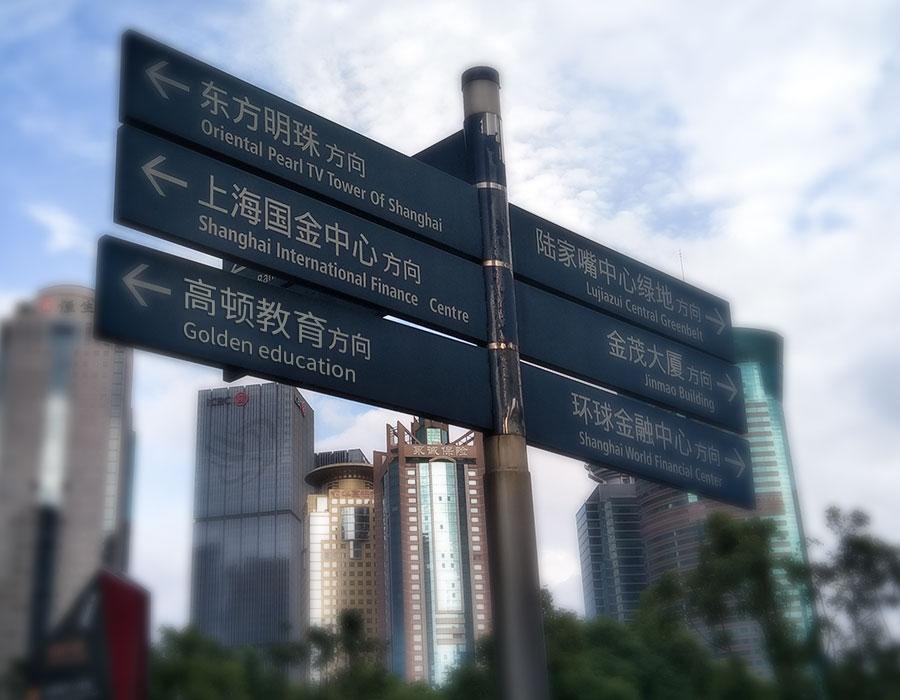 东方明珠 方向
Oriental Pearl TV Tower Of Shanghai
上海国金中心 方向
Shanghai International Finance Centre
高顿教育方向
Golden education
陆家嘴中心绿地 方向
Lujiazui Central Greenbelt
金茂大厦 方向
Jinmao Building
环球金融中心 方向
Shanghai World Financial Center
ICBC